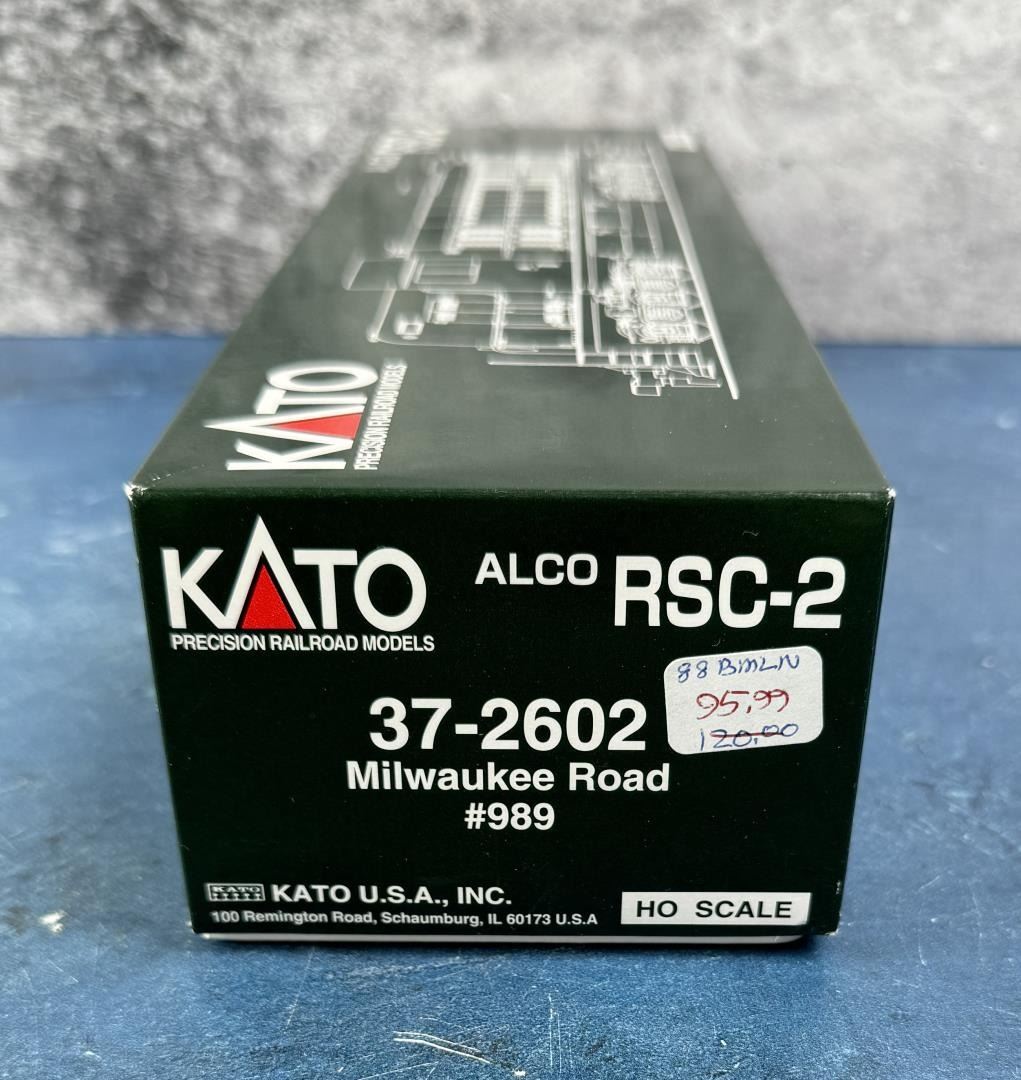 KATO
PRECISION RAILROAD MODELS
KATO
PRECISION RAILROAD MODELS
ALCO RSC-2
88 BMLN
95.99
120.00
37-2602
Milwaukee Road
#989
KATO
KATO U.S.A., INC.
100 Remington Road, Schaumburg, IL 60173 U.S.A
HO SCALE